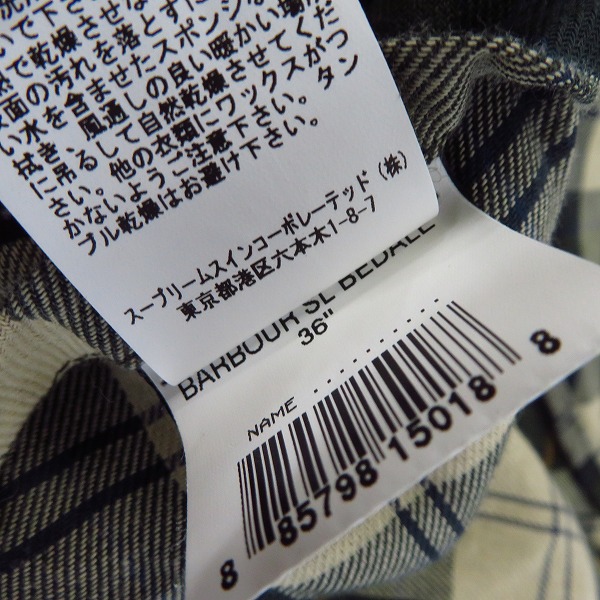 いで下さい
熱で乾燥させな
表面の汚れを落とすに
い水を含ませたスポンジ
拭き、風通しの良い暖かい場所
に吊るして自然乾燥させてくだ
さい。他の衣類にワックスがつ
かないようご注意下さい。タン
ブル乾燥はお避け下さい。
スープリームスインコーポレーテッド（株）
東京都港区六本木1-8-7
BARBOUR SL BEDALE
36"
NAME ............
8 85798 15018 8